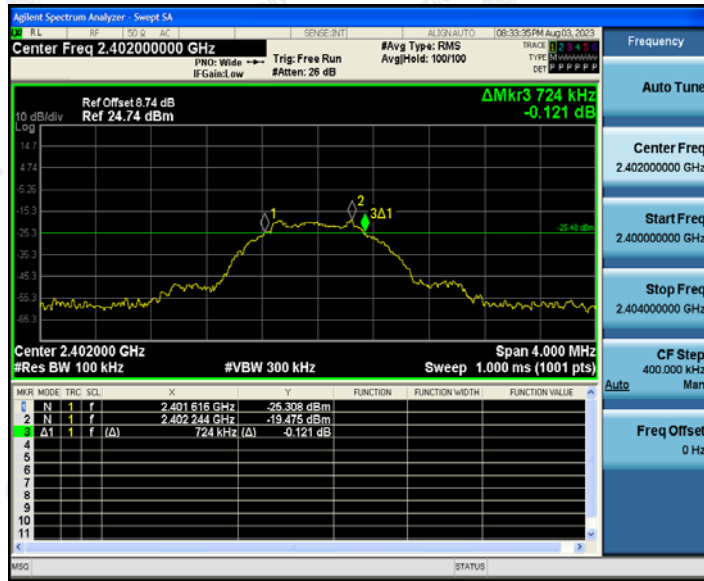 Agilent Spectrum Analyzer - Swept SA
RL RF 50 Ω AC SENSE:INT ALIGN AUTO 08:33:35 PM Aug 03, 2023
Center Freq 2.402000000 GHz #Avg Type: RMS TRACE 1 2 3 4 5 6
PNO: Wide Trig: Free Run Avg|Hold: 100/100 TYPE M
IFGain:Low #Atten: 26 dB DET P P P P P P
Ref Offset 8.74 dB ΔMkr3 724 kHz
10 dB/div Ref 24.74 dBm -0.121 dB
Log
14.7
4.74
-5.26
-15.3
-25.3
-35.3
-45.3
-55.3
-65.3
1
2
3Δ1
Center 2.402000 GHz Span 4.000 MHz
#Res BW 100 kHz #VBW 300 kHz Sweep 1.000 ms (1001 pts)
MKR MODE TRC SCL X Y FUNCTION FUNCTION WIDTH FUNCTION VALUE
1 N 1 f 2.401 616 GHz -25.308 dBm
2 N 1 f 2.402 244 GHz -19.475 dBm
3 Δ1 1 f (Δ) 724 kHz (Δ) -0.121 dB
4
5
6
7
8
9
10
11
MSG STATUS
Frequency
Auto Tune
Center Freq
2.402000000 GHz
Start Freq
2.400000000 GHz
Stop Freq
2.404000000 GHz
CF Step
400.000 kHz
Auto Man
Freq Offset
0 Hz